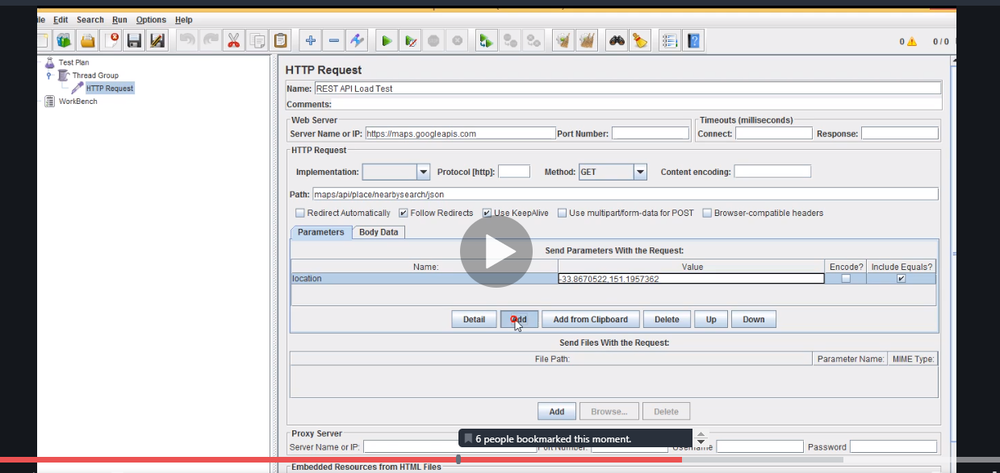 ile Edit Search Run Options Help
0 0/0
Test Plan
Thread Group
HTTP Request
WorkBench
HTTP Request
Name: REST API Load Test
Comments:
Web Server
Timeouts (milliseconds)
Server Name or IP: https://maps.googleapis.com Port Number: Connect: Response:
HTTP Request
Implementation: Protocol [http]: Method: GET Content encoding:
Path: maps/api/place/nearbysearch/json
Redirect Automatically Follow Redirects Use KeepAlive Use multipart/form-data for POST Browser-compatible headers
Parameters Body Data
Send Parameters With the Request:
Name: Value Encode? Include Equals?
location -33.8670522,151.1957362
Detail Add Add from Clipboard Delete Up Down
Send Files With the Request:
File Path: Parameter Name: MIME Type:
Add Browse... Delete
Proxy Server
6 people bookmarked this moment.
Server Name or IP: Port Number: Username Password
Embedded Resources from HTML Files